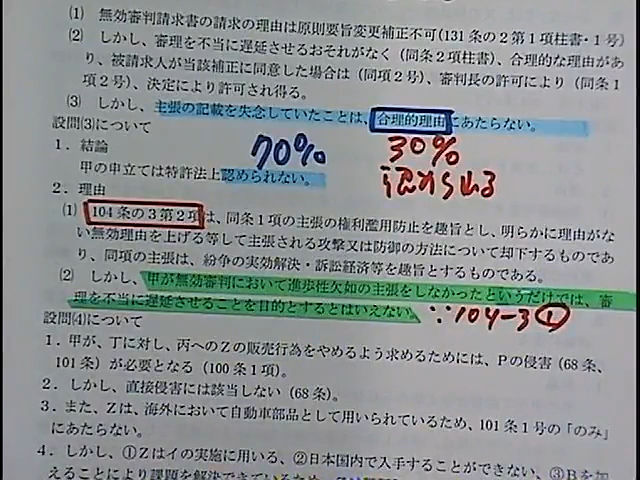 (1) 無効審判請求書の請求の理由は原則要旨変更補正不可(131条の2第1項柱書・1号)
(2) しかし、審理を不当に遅延させるおそれがなく(同条2項柱書)、合理的な理由があ
り、被請求人が当該補正に同意した場合は(同項2号)、審判長の許可により(同条1
項2号)、決定により許可され得る。
(3) しかし、主張の記載を失念していたことは、合理的理由にあたらない。
設問(3)について
1.結論
70% 30%
甲の申立ては特許法上認められない。 認められる
2.理由
(1) 104条の3第2項は、同条1項の主張の権利濫用防止を趣旨とし、明らかに理由がな
い無効理由を上げる等して主張される攻撃又は防御の方法について却下するものであ
り、同項の主張は、紛争の実効解決・訴訟経済等を趣旨とするものである。
(2) しかし、甲が無効審判において進歩性欠如の主張をしなかったというだけでは、審
理を不当に遅延させることを目的とするとはいえない。 ∵104-3①
設問(4)について
1.甲が、丁に対し、丙へのZの販売行為をやめるよう求めるためには、Pの侵害(68条、
101条)が必要となる(100条1項)。
2.しかし、直接侵害には該当しない(68条)。
3.また、Zは、海外において自動車部品として用いられているため、101条1号の「のみ」
にあたらない。
4.しかし、①Zはイの実施に用いる、②日本国内で入手することができない、③Bを加
えることにより課題を解決できているため、